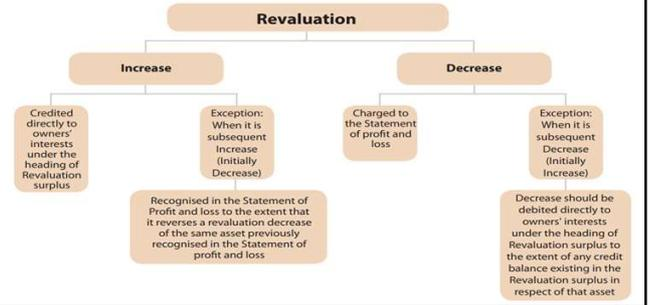 Revaluation
Increase
Decrease
Credited
directly to
owners'
interests
under the
heading of
Revaluation
surplus
Exception:
When it is
subsequent
Increase
(Initially
Decrease)
Charged to
the Statement
of profit and
loss
Exception:
When it is
subsequent
Decrease
(Initially
Increase)
Recognised in the Statement of
Profit and loss to the extent that
it reverses a revaluation decrease
of the same asset previously
recognised in the Statement of
profit and loss
Decrease should be
debited directly to
owners' interests
under the heading of
Revaluation surplus to
the extent of any credit
balance existing in the
Revaluation surplus in
respect of that asset